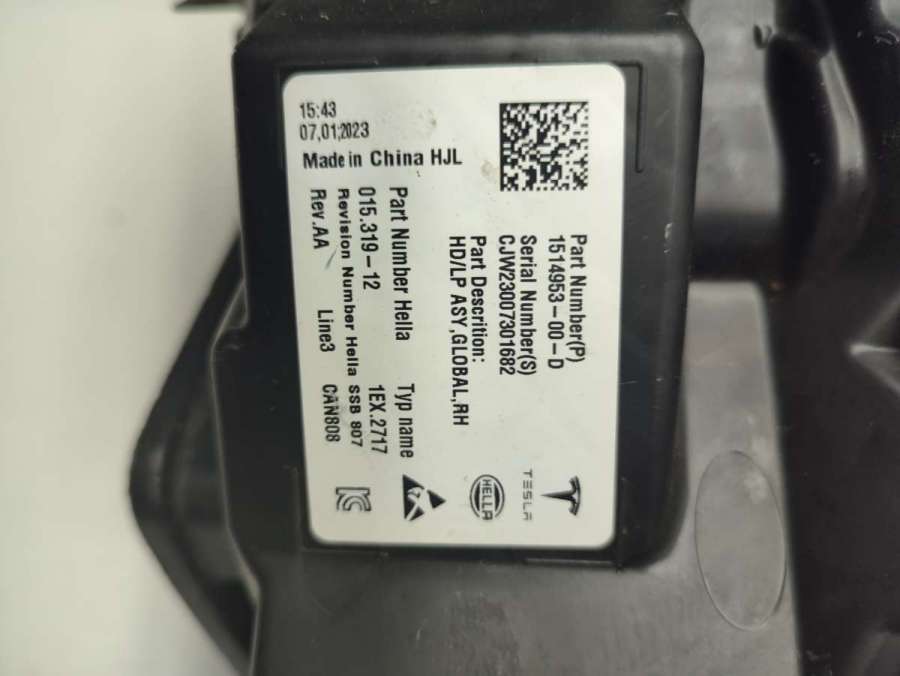 15:43
07,01;2023
Made in China HJL
Part Number(P)
1514953-00-D
Serial Number(S)
CJW23007301682
Part Descrition:
HD/LP ASY,GLOBAL,RH
Part Number Hella
015.319-12
Revision Number Hella
Rev.AA
Line3
Typ name
1EX.2717
SSB 807
CAN808
TESLA
HELLA